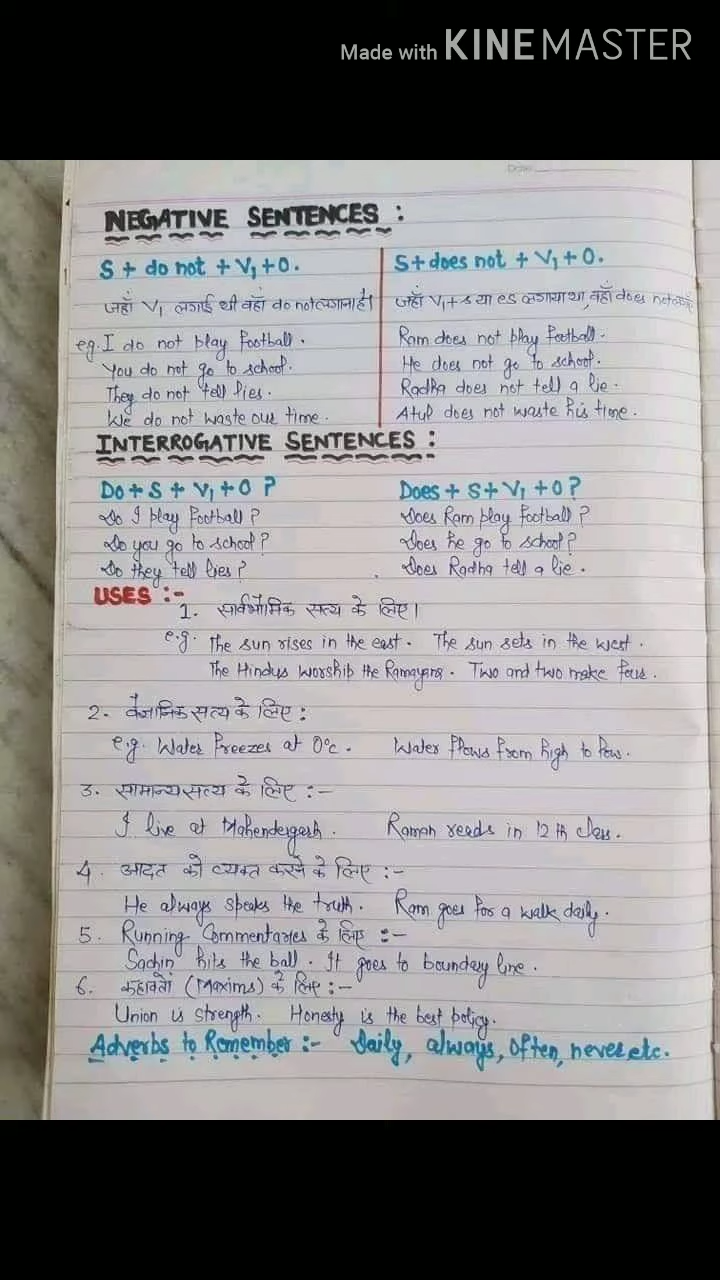 Made with KINEMASTER
NEGATIVE SENTENCES :
S + do not + V₁ + O.
जहाँ V₁ लगाई थी वहाँ do not लगाना है।
e.g. I do not play football.
You do not go to school.
They do not tell lies.
We do not waste our time.
S + does not + V₁ + O.
जहाँ V₁+s या es लगाया था, वहाँ does not
Ram does not play football.
He does not go to school.
Radha does not tell a lie.
Atul does not waste his time.
INTERROGATIVE SENTENCES :
Do + S + V₁ + O ?
Do I play football ?
Do you go to school ?
Do they tell lies ?
Does + S + V₁ + O ?
Does Ram play football ?
Does he go to school ?
Does Radha tell a lie.
USES :-
1. सार्वभौमिक सत्य के लिए।
e.g. The sun rises in the east. The sun sets in the west.
The Hindus worship the Ramayana. Two and two make four.
2. वैज्ञानिक सत्य के लिए :
e.g. Water freezes at 0°c. Water flows from high to low.
3. सामान्य सत्य के लिए :-
I live at Mahendergarh. Raman reads in 12th class.
4. आदत को व्यक्त करने के लिए :-
He always speaks the truth. Ram goes for a walk daily.
5. Running Commentaries के लिए :-
Sachin hits the ball. It goes to boundary line.
6. कहावतों (Maxims) के लिए :-
Union is strength. Honesty is the best policy.
Adverbs to Remember :- Daily, always, often, never etc.